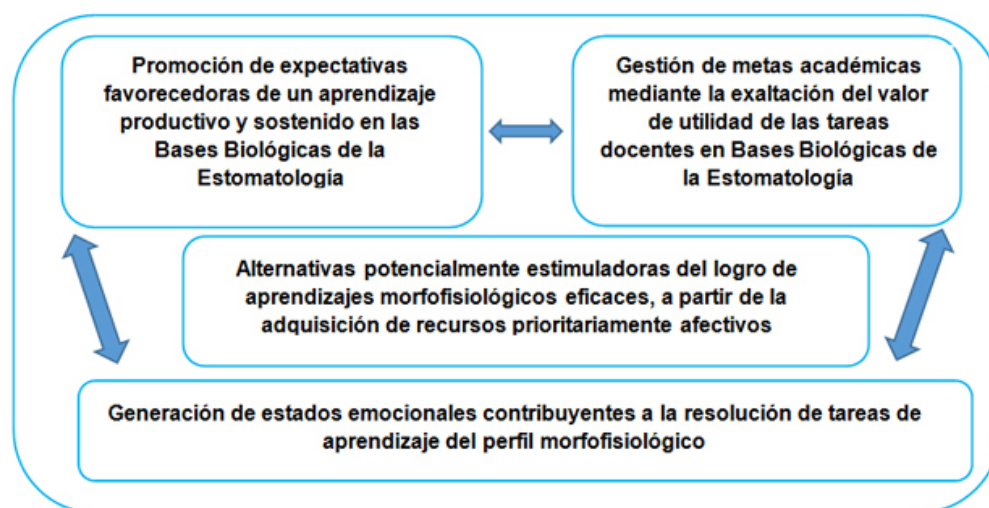 Promoción de expectativas
favorecedoras de un aprendizaje
productivo y sostenido en las
Bases Biológicas de la
Estomatología
Gestión de metas académicas
mediante la exaltación del valor
de utilidad de las tareas
docentes en Bases Biológicas de
la Estomatología
Alternativas potencialmente estimuladoras del logro de
aprendizajes morfofisiológicos eficaces, a partir de la
adquisición de recursos prioritariamente afectivos
Generación de estados emocionales contribuyentes a la resolución de tareas de
aprendizaje del perfil morfofisiológico